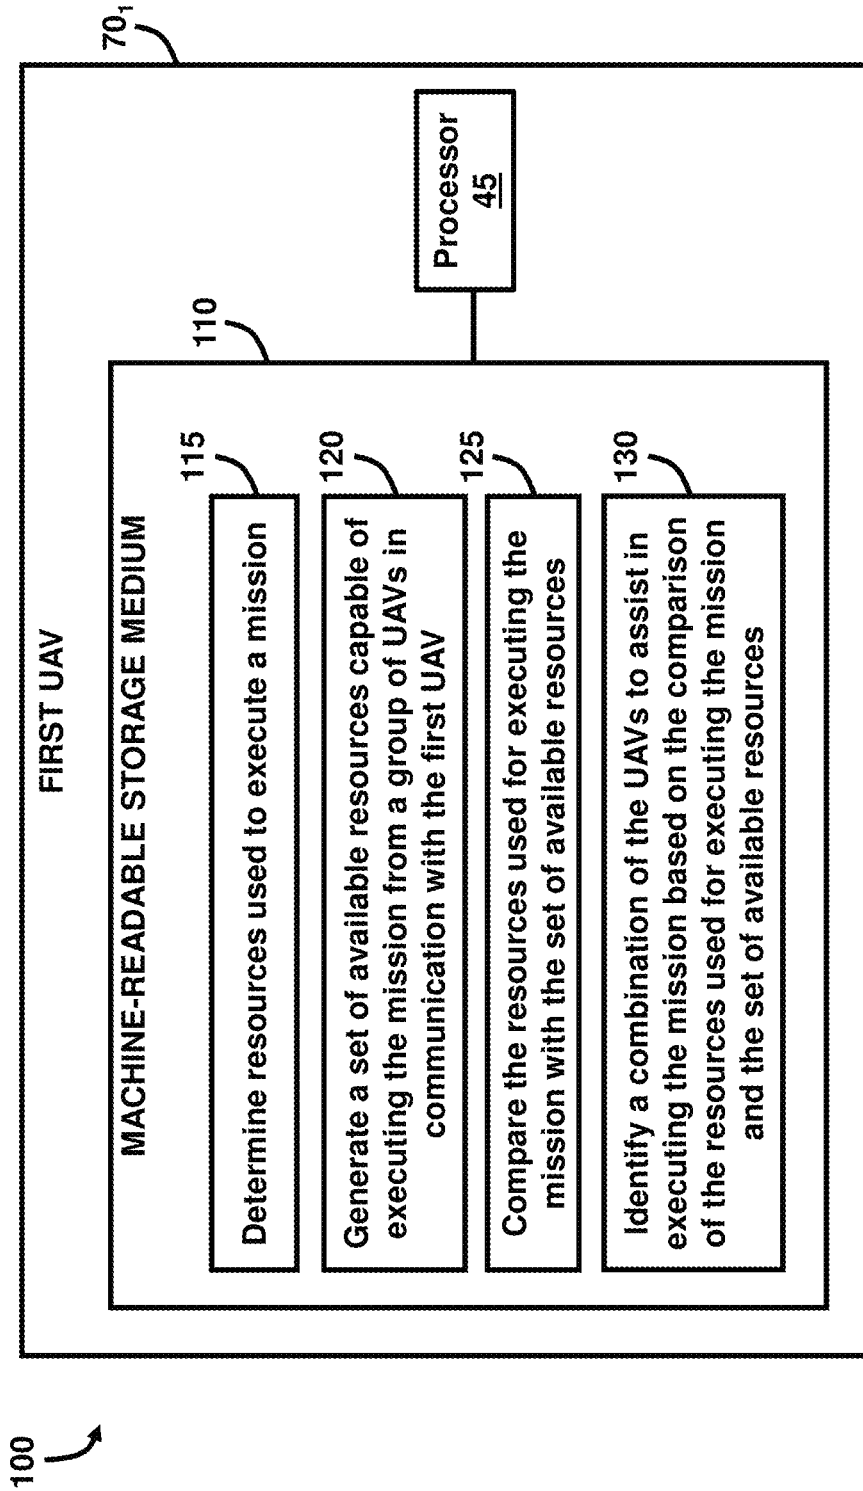 100
70₁
FIRST UAV
110
MACHINE-READABLE STORAGE MEDIUM
115
Determine resources used to execute a mission
120
Generate a set of available resources capable of
executing the mission from a group of UAVs in
communication with the first UAV
125
Compare the resources used for executing the
mission with the set of available resources
130
Identify a combination of the UAVs to assist in
executing the mission based on the comparison
of the resources used for executing the mission
and the set of available resources
Processor
45